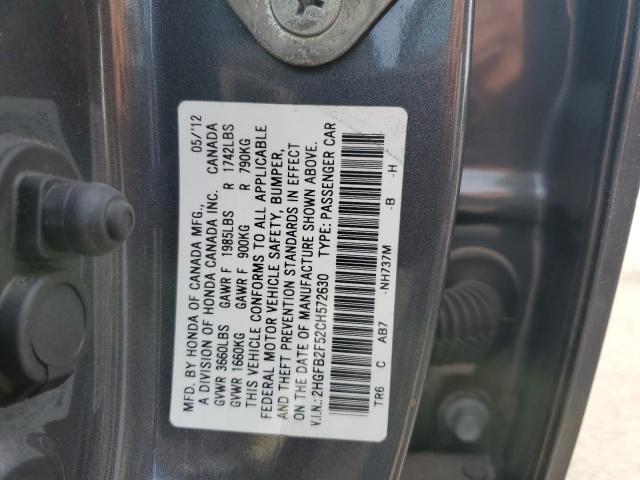 MFD. BY HONDA OF CANADA MFG., 05/12
A DIVISION OF HONDA CANADA INC. CANADA
GVWR 3660LBS GAWR F 1985LBS R 1742LBS
GVWR 1660KG GAWR F 900KG R 790KG
THIS VEHICLE CONFORMS TO ALL APPLICABLE
FEDERAL MOTOR VEHICLE SAFETY, BUMPER,
AND THEFT PREVENTION STANDARDS IN EFFECT
ON THE DATE OF MANUFACTURE SHOWN ABOVE.
V.I.N.: 2HGFB2F52CH572630 TYPE: PASSENGER CAR
TR6 C AB7 -NH737M -B -H